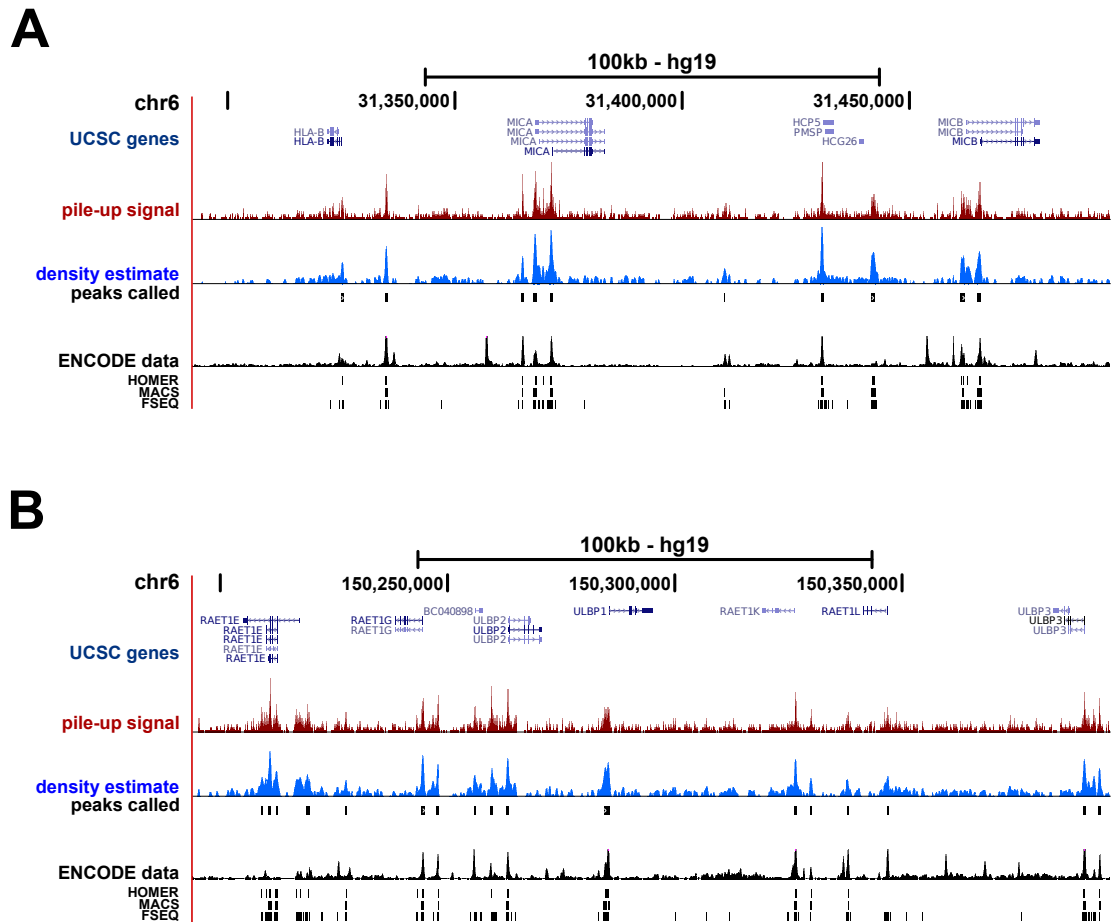 A
100kb - hg19
chr6 31,350,000 31,400,000 31,450,000
MICA HCP5 MICB
HLA-B MICA PMSP MICB
UCSC genes HLA-B MICA HCG26 MICB
MICA
pile-up signal
density estimate
peaks called
ENCODE data
HOMER
MACS
FSEQ
B
100kb - hg19
chr6 150,250,000 150,300,000 150,350,000
BC040898 ULBP1 RAET1K RAET1L ULBP3
RAET1E RAET1G ULBP2 ULBP3
RAET1E RAET1G ULBP2 ULBP3
RAET1E ULBP2
RAET1E
UCSC genes RAET1E
pile-up signal
density estimate
peaks called
ENCODE data
HOMER
MACS
FSEQ